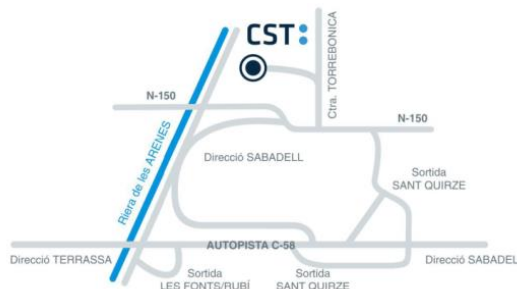 CST:
Ctra. TORREBONICA
N-150
N-150
Riera de les ARENES
Direcció SABADELL
Sortida
SANT QUIRZE
AUTOPISTA C-58
Direcció TERRASSA
Direcció SABADEL
Sortida
LES FONTS/RUBÍ
Sortida
SANT QUIRZE